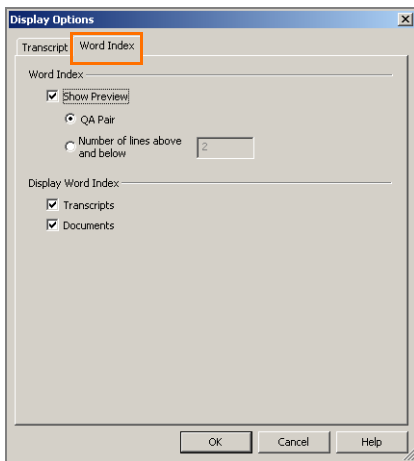 Display Options
Transcript Word Index
Word Index
Show Preview
QA Pair
Number of lines above
and below
2
Display Word Index
Transcripts
Documents
OK Cancel Help